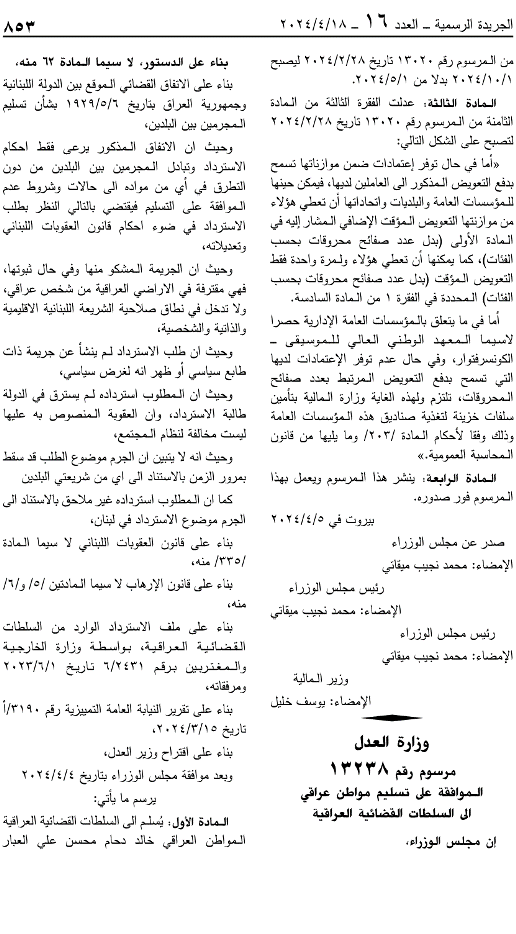 الجريدة الرسمية ــ العدد ١٦ ــ ٢٠٢٤/٤/١٨
٨٥٣
من المرسوم رقم ١٣٠٢٠ تاريخ ٢٠٢٤/٢/٢٨ ليصبح
٢٠٢٤/١٠/١ بدلا من ٢٠٢٤/٥/١.
المادة الثالثة: عدلت الفقرة الثالثة من المادة
الثامنة من المرسوم رقم ١٣٠٢٠ تاريخ ٢٠٢٤/٢/٢٨
لتصبح على الشكل التالي:
«أما في حال توفر إعتمادات ضمن موازناتها تسمح
بدفع التعويض المذكور الى العاملين لديها، فيمكن حينها
للمؤسسات العامة والبلديات واتحاداتها أن تعطي هؤلاء
من موازنتها التعويض المؤقت الإضافي المشار إليه في
المادة الأولى (بدل عدد صفائح محروقات بحسب
الفئات)، كما يمكنها أن تعطي هؤلاء ولمرة واحدة فقط
التعويض المؤقت (بدل عدد صفائح محروقات بحسب
الفئات) المحددة في الفقرة ١ من المادة السادسة.
أما في ما يتعلق بالمؤسسات العامة الإدارية حصرا
لاسيما المعهد الوطني العالي للموسيقى ــ
الكونسرفتوار، وفي حال عدم توفر الإعتمادات لديها
التي تسمح بدفع التعويض المرتبط بعدد صفائح
المحروقات، تلتزم ولهذه الغاية وزارة المالية بتأمين
سلفات خزينة لتغذية صناديق هذه المؤسسات العامة
وذلك وفقا لأحكام المادة /٢٠٣/ وما يليها من قانون
المحاسبة العمومية.»
المادة الرابعة: ينشر هذا المرسوم ويعمل بهذا
المرسوم فور صدوره.
بيروت في ٢٠٢٤/٤/٥
صدر عن مجلس الوزراء
الإمضاء: محمد نجيب ميقاتي
رئيس مجلس الوزراء
الإمضاء: محمد نجيب ميقاتي
رئيس مجلس الوزراء
الإمضاء: محمد نجيب ميقاتي
وزير المالية
الإمضاء: يوسف خليل
وزارة العدل
مرسوم رقم ١٣٢٣٨
الموافقة على تسليم مواطن عراقي
الى السلطات القضائية العراقية
إن مجلس الوزراء،
بناء على الدستور، لا سيما المادة ٦٢ منه،
بناء على الاتفاق القضائي الموقع بين الدولة اللبنانية
وجمهورية العراق بتاريخ ١٩٢٩/٥/٦ بشأن تسليم
المجرمين بين البلدين،
وحيث ان الاتفاق المذكور يرعى فقط احكام
الاسترداد وتبادل المجرمين بين البلدين من دون
التطرق في أي من مواده الى حالات وشروط عدم
الموافقة على التسليم فيقتضي بالتالي النظر بطلب
الاسترداد في ضوء احكام قانون العقوبات اللبناني
وتعديلاته،
وحيث ان الجريمة المشكو منها وفي حال ثبوتها،
فهي مقترفة في الاراضي العراقية من شخص عراقي،
ولا تدخل في نطاق صلاحية الشريعة اللبنانية الاقليمية
والذاتية والشخصية،
وحيث ان طلب الاسترداد لم ينشأ عن جريمة ذات
طابع سياسي أو ظهر انه لغرض سياسي،
وحيث ان المطلوب استرداده لم يسترق في الدولة
طالبة الاسترداد، وان العقوبة المنصوص به عليها
ليست مخالفة لنظام المجتمع،
وحيث انه لا يتبين ان الجرم موضوع الطلب قد سقط
بمرور الزمن بالاستناد الى اي من شريعتي البلدين
كما ان المطلوب استرداده غير ملاحق بالاستناد الى
الجرم موضوع الاسترداد في لبنان،
بناء على قانون العقوبات اللبناني لا سيما المادة
/٣٣٥/ منه،
بناء على قانون الإرهاب لا سيما المادتين /٥/ و/٦/
منه،
بناء على ملف الاسترداد الوارد من السلطات
القضائية العراقية، بواسطة وزارة الخارجية
والمغتربين برقم ٦/٢٤٣١ تاريخ ٢٠٢٣/٦/١
ومرفقاته،
بناء على تقرير النيابة العامة التمييزية رقم ٣١٩٠/أ
تاريخ ٢٠٢٤/٣/١٥،
بناء على اقتراح وزير العدل،
وبعد موافقة مجلس الوزراء بتاريخ ٢٠٢٤/٤/٤
يرسم ما يأتي:
المادة الأولى: يُسلم الى السلطات القضائية العراقية
المواطن العراقي خالد دحام محسن علي العبار